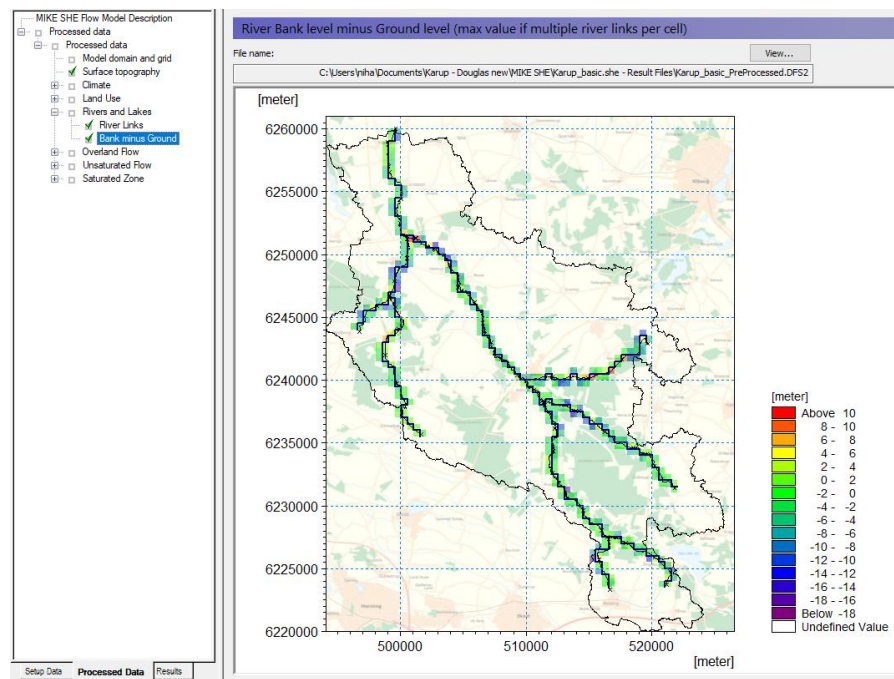 MIKE SHE Flow Model Description
Processed data
Processed data
Model domain and grid
Surface topography
Climate
Land Use
Rivers and Lakes
River Links
Bank minus Ground
Overland Flow
Unsaturated Flow
Saturated Zone
Setup Data
Processed Data
Results
River Bank level minus Ground level (max value if multiple river links per cell)
File name:
View...
C:\Users\niha\Documents\Karup - Douglas new\MIKE SHE\Karup_basic.she - Result Files\Karup_basic_PreProcessed.DFS2
[meter]
6260000
6255000
6250000
6245000
6240000
6235000
6230000
6225000
6220000
500000
510000
520000
[meter]
[meter]
Above 10
8 - 10
6 - 8
4 - 6
2 - 4
0 - 2
-2 - 0
-4 - -2
-6 - -4
-8 - -6
-10 - -8
-12 - -10
-14 - -12
-16 - -14
-18 - -16
Below -18
Undefined Value